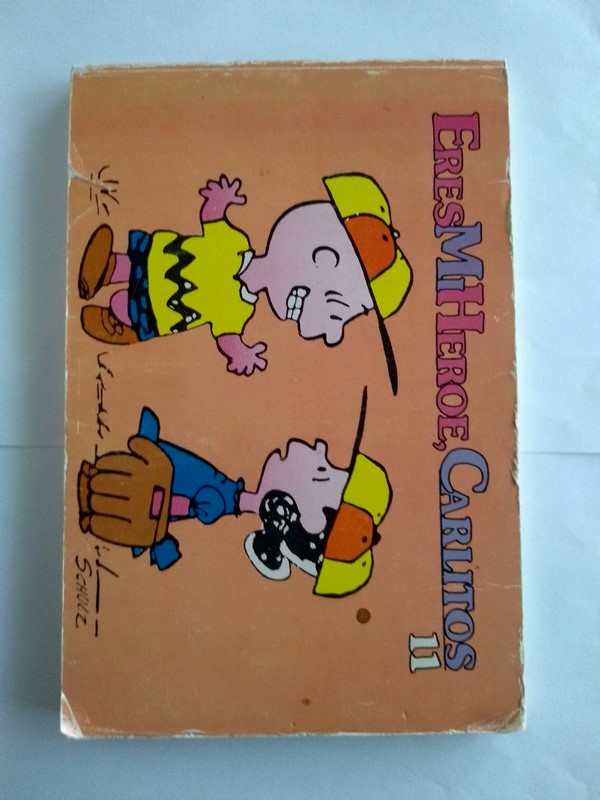 ERES MI HEROE, CARLITOS
11
SCHULZ